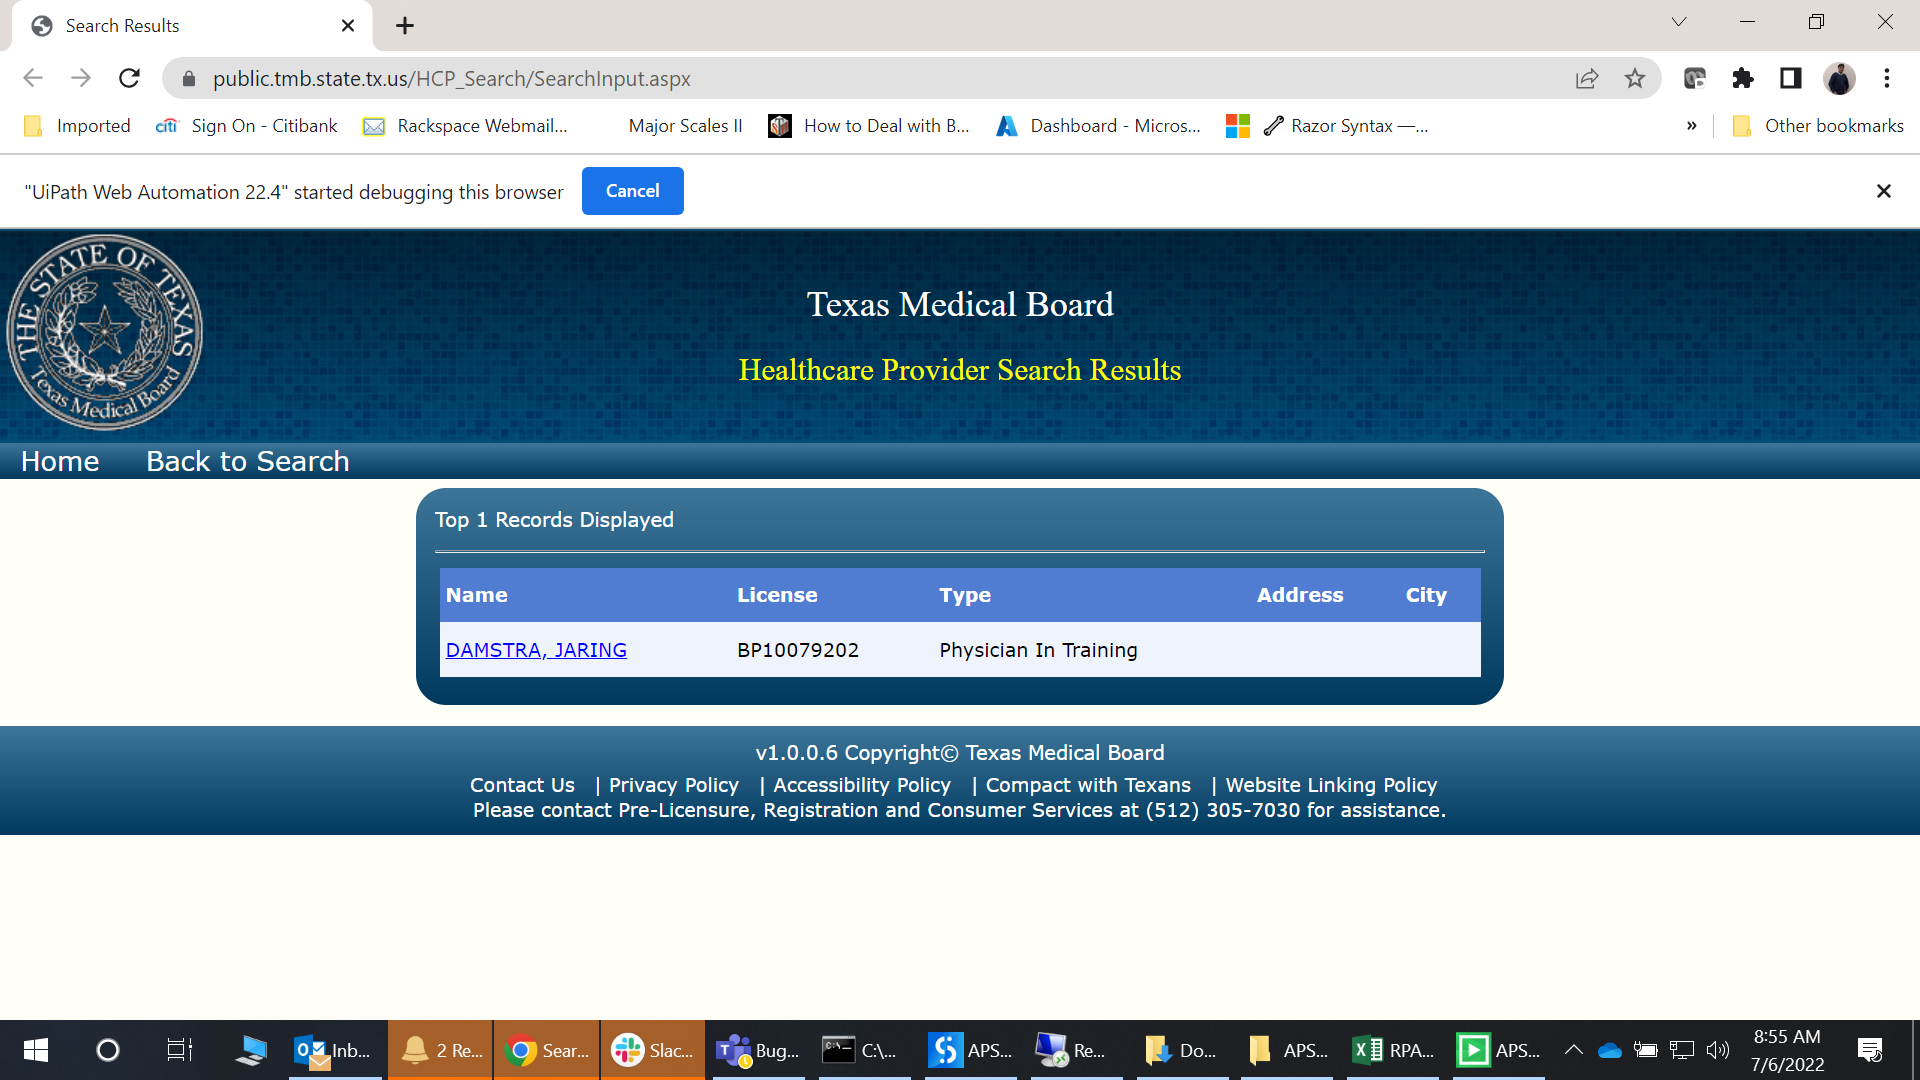 Search Results
public.tmb.state.tx.us/HCP_Search/SearchInput.aspx
Imported
citi
Sign On - Citibank
Rackspace Webmail...
Major Scales II
How to Deal with B...
Dashboard - Micros...
Razor Syntax —...
»
Other bookmarks
"UiPath Web Automation 22.4" started debugging this browser
Cancel
THE STATE OF TEXAS
Texas Medical Board
Texas Medical Board
Healthcare Provider Search Results
Home
Back to Search
Top 1 Records Displayed
Name License Type Address City
DAMSTRA, JARING BP10079202 Physician In Training
v1.0.0.6 Copyright© Texas Medical Board
Contact Us | Privacy Policy | Accessibility Policy | Compact with Texans | Website Linking Policy
Please contact Pre-Licensure, Registration and Consumer Services at (512) 305-7030 for assistance.
Inb...
2 Re...
Sear...
Slac...
Bug...
C:\...
APS...
Re...
Do...
APS...
RPA...
APS...
8:55 AM
7/6/2022